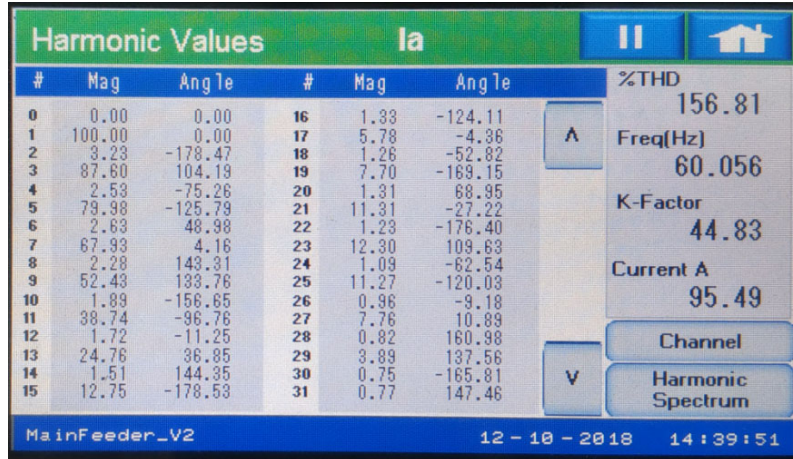 Harmonic Values Ia
# Mag Angle # Mag Angle
0 0.00 0.00 16 1.33 -124.11
1 100.00 0.00 17 5.78 -4.36
2 3.23 -178.47 18 1.26 -52.82
3 87.60 104.19 19 7.70 -169.15
4 2.53 -75.26 20 1.31 68.95
5 79.98 -125.79 21 11.31 -27.22
6 2.63 48.98 22 1.23 -176.40
7 67.93 4.16 23 12.30 109.63
8 2.28 143.31 24 1.09 -62.54
9 52.43 133.76 25 11.27 -120.03
10 1.89 -156.65 26 0.96 -9.18
11 38.74 -96.76 27 7.76 10.89
12 1.72 -11.25 28 0.82 160.98
13 24.76 36.85 29 3.89 137.56
14 1.51 144.35 30 0.75 -165.81
15 12.75 -178.53 31 0.77 147.46
%THD
156.81
Freq(Hz)
60.056
K-Factor
44.83
Current A
95.49
Channel
Harmonic
Spectrum
MainFeeder_V2 12-10-2018 14:39:51